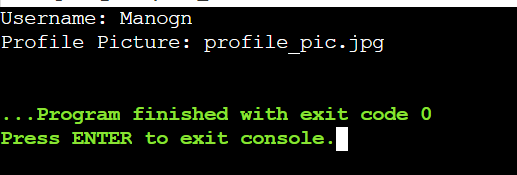 Username: Manogn
Profile Picture: profile_pic.jpg
...Program finished with exit code 0
Press ENTER to exit console.